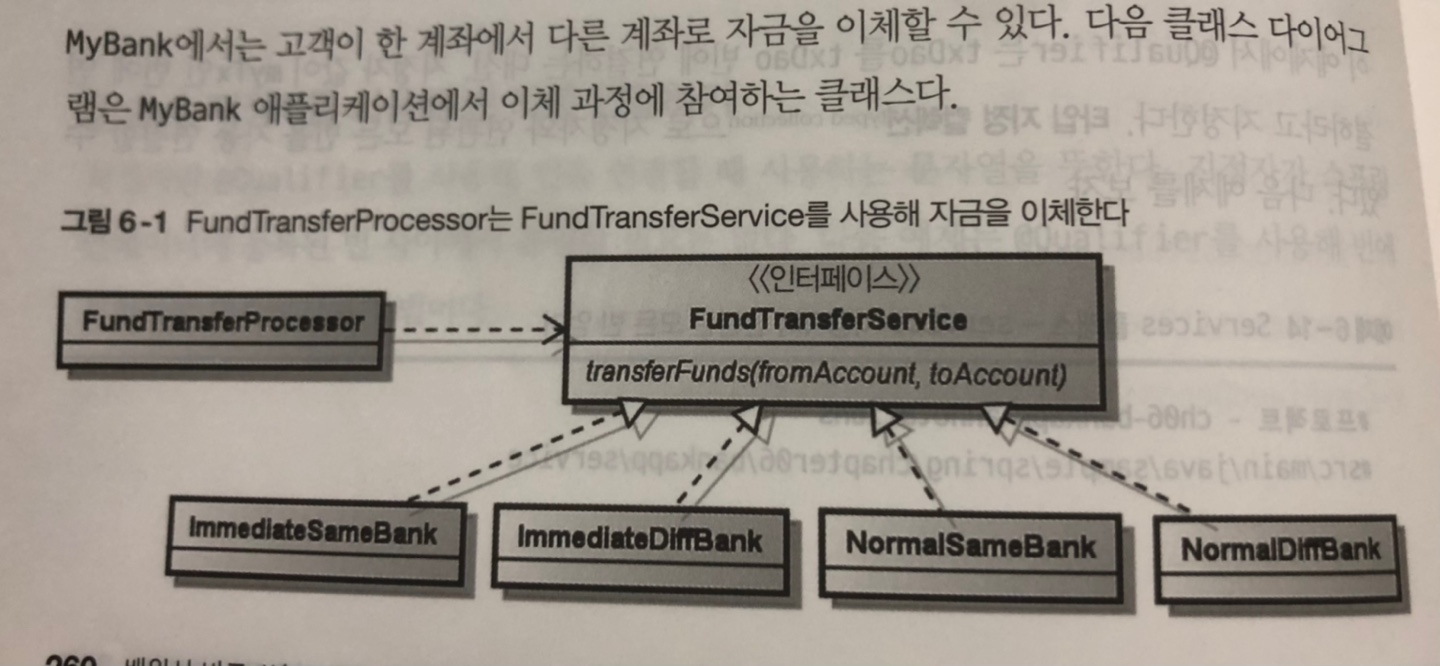 MyBank에서는 고객이 한 계좌에서 다른 계좌로 자금을 이체할 수 있다. 다음 클래스 다이어그
램은 MyBank 애플리케이션에서 이체 과정에 참여하는 클래스다.
그림 6-1 FundTransferProcessor는 FundTransferService를 사용해 자금을 이체한다
〈〈인터페이스〉〉
FundTransferProcessor
FundTransferService
transferFunds(fromAccount, toAccount)
ImmediateSameBank
ImmediateDiffBank
NormalSameBank
NormalDiffBank